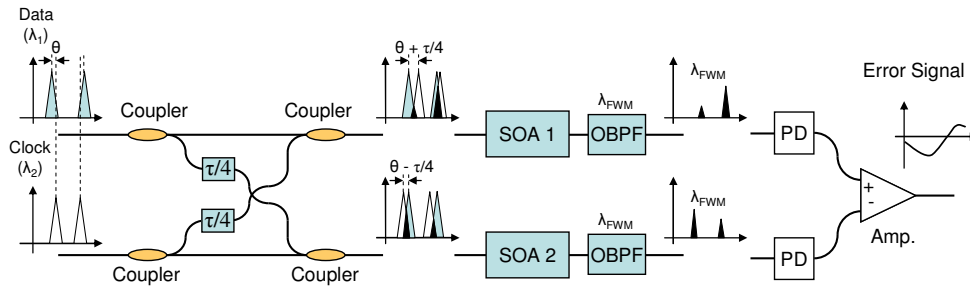 Data
(λ1)
θ
θ + τ/4
λFWM
Error Signal
Coupler
Coupler
λFWM
SOA 1
OBPF
PD
Clock
(λ2)
τ/4
θ - τ/4
λFWM
+
-
τ/4
λFWM
Amp.
SOA 2
OBPF
PD
Coupler
Coupler